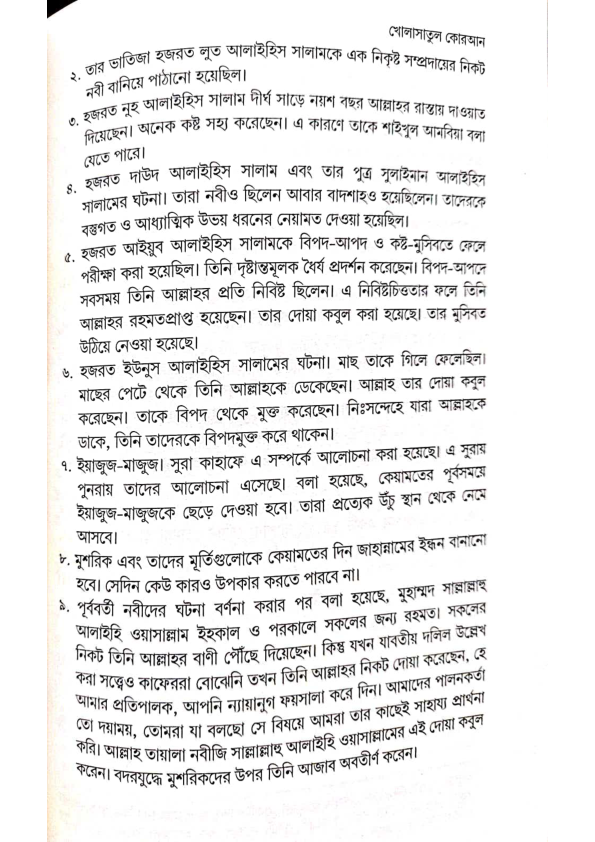 খোলাসাতুল কোরআন
২. তার ভাতিজা হজরত লুত আলাইহিস সালামকে এক নিকৃষ্ট সম্প্রদায়ের নিকট
নবী বানিয়ে পাঠানো হয়েছিল।
৩. হজরত নুহ আলাইহিস সালাম দীর্ঘ সাড়ে নয়শ বছর আল্লাহর রাস্তায় দাওয়াত
দিয়েছেন। অনেক কষ্ট সহ্য করেছেন। এ কারণে তাকে শাইখুল আমবিয়া বলা
যেতে পারে।
৪. হজরত দাউদ আলাইহিস সালাম এবং তার পুত্র সুলাইমান আলাইহিস
সালামের ঘটনা। তারা নবীও ছিলেন আবার বাদশাহও হয়েছিলেন। তাদেরকে
বস্তুগত ও আধ্যাত্মিক উভয় ধরনের নেয়ামত দেওয়া হয়েছিল।
৫. হজরত আইয়ুব আলাইহিস সালামকে বিপদ-আপদ ও কষ্ট-মুসিবতে ফেলে
পরীক্ষা করা হয়েছিল। তিনি দৃষ্টান্তমূলক ধৈর্য প্রদর্শন করেছেন। বিপদ-আপদে
সবসময় তিনি আল্লাহর প্রতি নিবিষ্ট ছিলেন। এ নিবিষ্টচিত্ততার ফলে তিনি
আল্লাহর রহমতপ্রাপ্ত হয়েছেন। তার দোয়া কবুল করা হয়েছে। তার মুসিবত
উঠিয়ে নেওয়া হয়েছে।
৬. হজরত ইউনুস আলাইহিস সালামের ঘটনা। মাছ তাকে গিলে ফেলেছিল।
মাছের পেটে থেকে তিনি আল্লাহকে ডেকেছেন। আল্লাহ তার দোয়া কবুল
করেছেন। তাকে বিপদ থেকে মুক্ত করেছেন। নিঃসন্দেহে যারা আল্লাহকে
ডাকে, তিনি তাদেরকে বিপদমুক্ত করে থাকেন।
৭. ইয়াজুজ-মাজুজ। সুরা কাহাফে এ সম্পর্কে আলোচনা করা হয়েছে। এ সুরায়
পুনরায় তাদের আলোচনা এসেছে। বলা হয়েছে, কেয়ামতের পূর্বসময়ে
ইয়াজুজ-মাজুজকে ছেড়ে দেওয়া হবে। তারা প্রত্যেক উঁচু স্থান থেকে নেমে
আসবে।
৮. মুশরিক এবং তাদের মূর্তিগুলোকে কেয়ামতের দিন জাহান্নামের ইন্ধন বানানো
হবে। সেদিন কেউ কারও উপকার করতে পারবে না।
৯. পূর্ববর্তী নবীদের ঘটনা বর্ণনা করার পর বলা হয়েছে, মুহাম্মদ সাল্লাল্লাহু
আলাইহি ওয়াসাল্লাম ইহকাল ও পরকালে সকলের জন্য রহমত। সকলের
নিকট তিনি আল্লাহর বাণী পৌঁছে দিয়েছেন। কিন্তু যখন যাবতীয় দলিল উল্লেখ
করা সত্ত্বেও কাফেররা বোঝেনি তখন তিনি আল্লাহর নিকট দোয়া করেছেন, হে
আমার প্রতিপালক, আপনি ন্যায়ানুগ ফয়সালা করে দিন। আমাদের পালনকর্তা
তো দয়াময়, তোমরা যা বলছো সে বিষয়ে আমরা তার কাছেই সাহায্য প্রার্থনা
করি। আল্লাহ তায়ালা নবীজি সাল্লাল্লাহু আলাইহি ওয়াসাল্লামের এই দোয়া কবুল
করেন। বদরযুদ্ধে মুশরিকদের উপর তিনি আজাব অবতীর্ণ করেন।